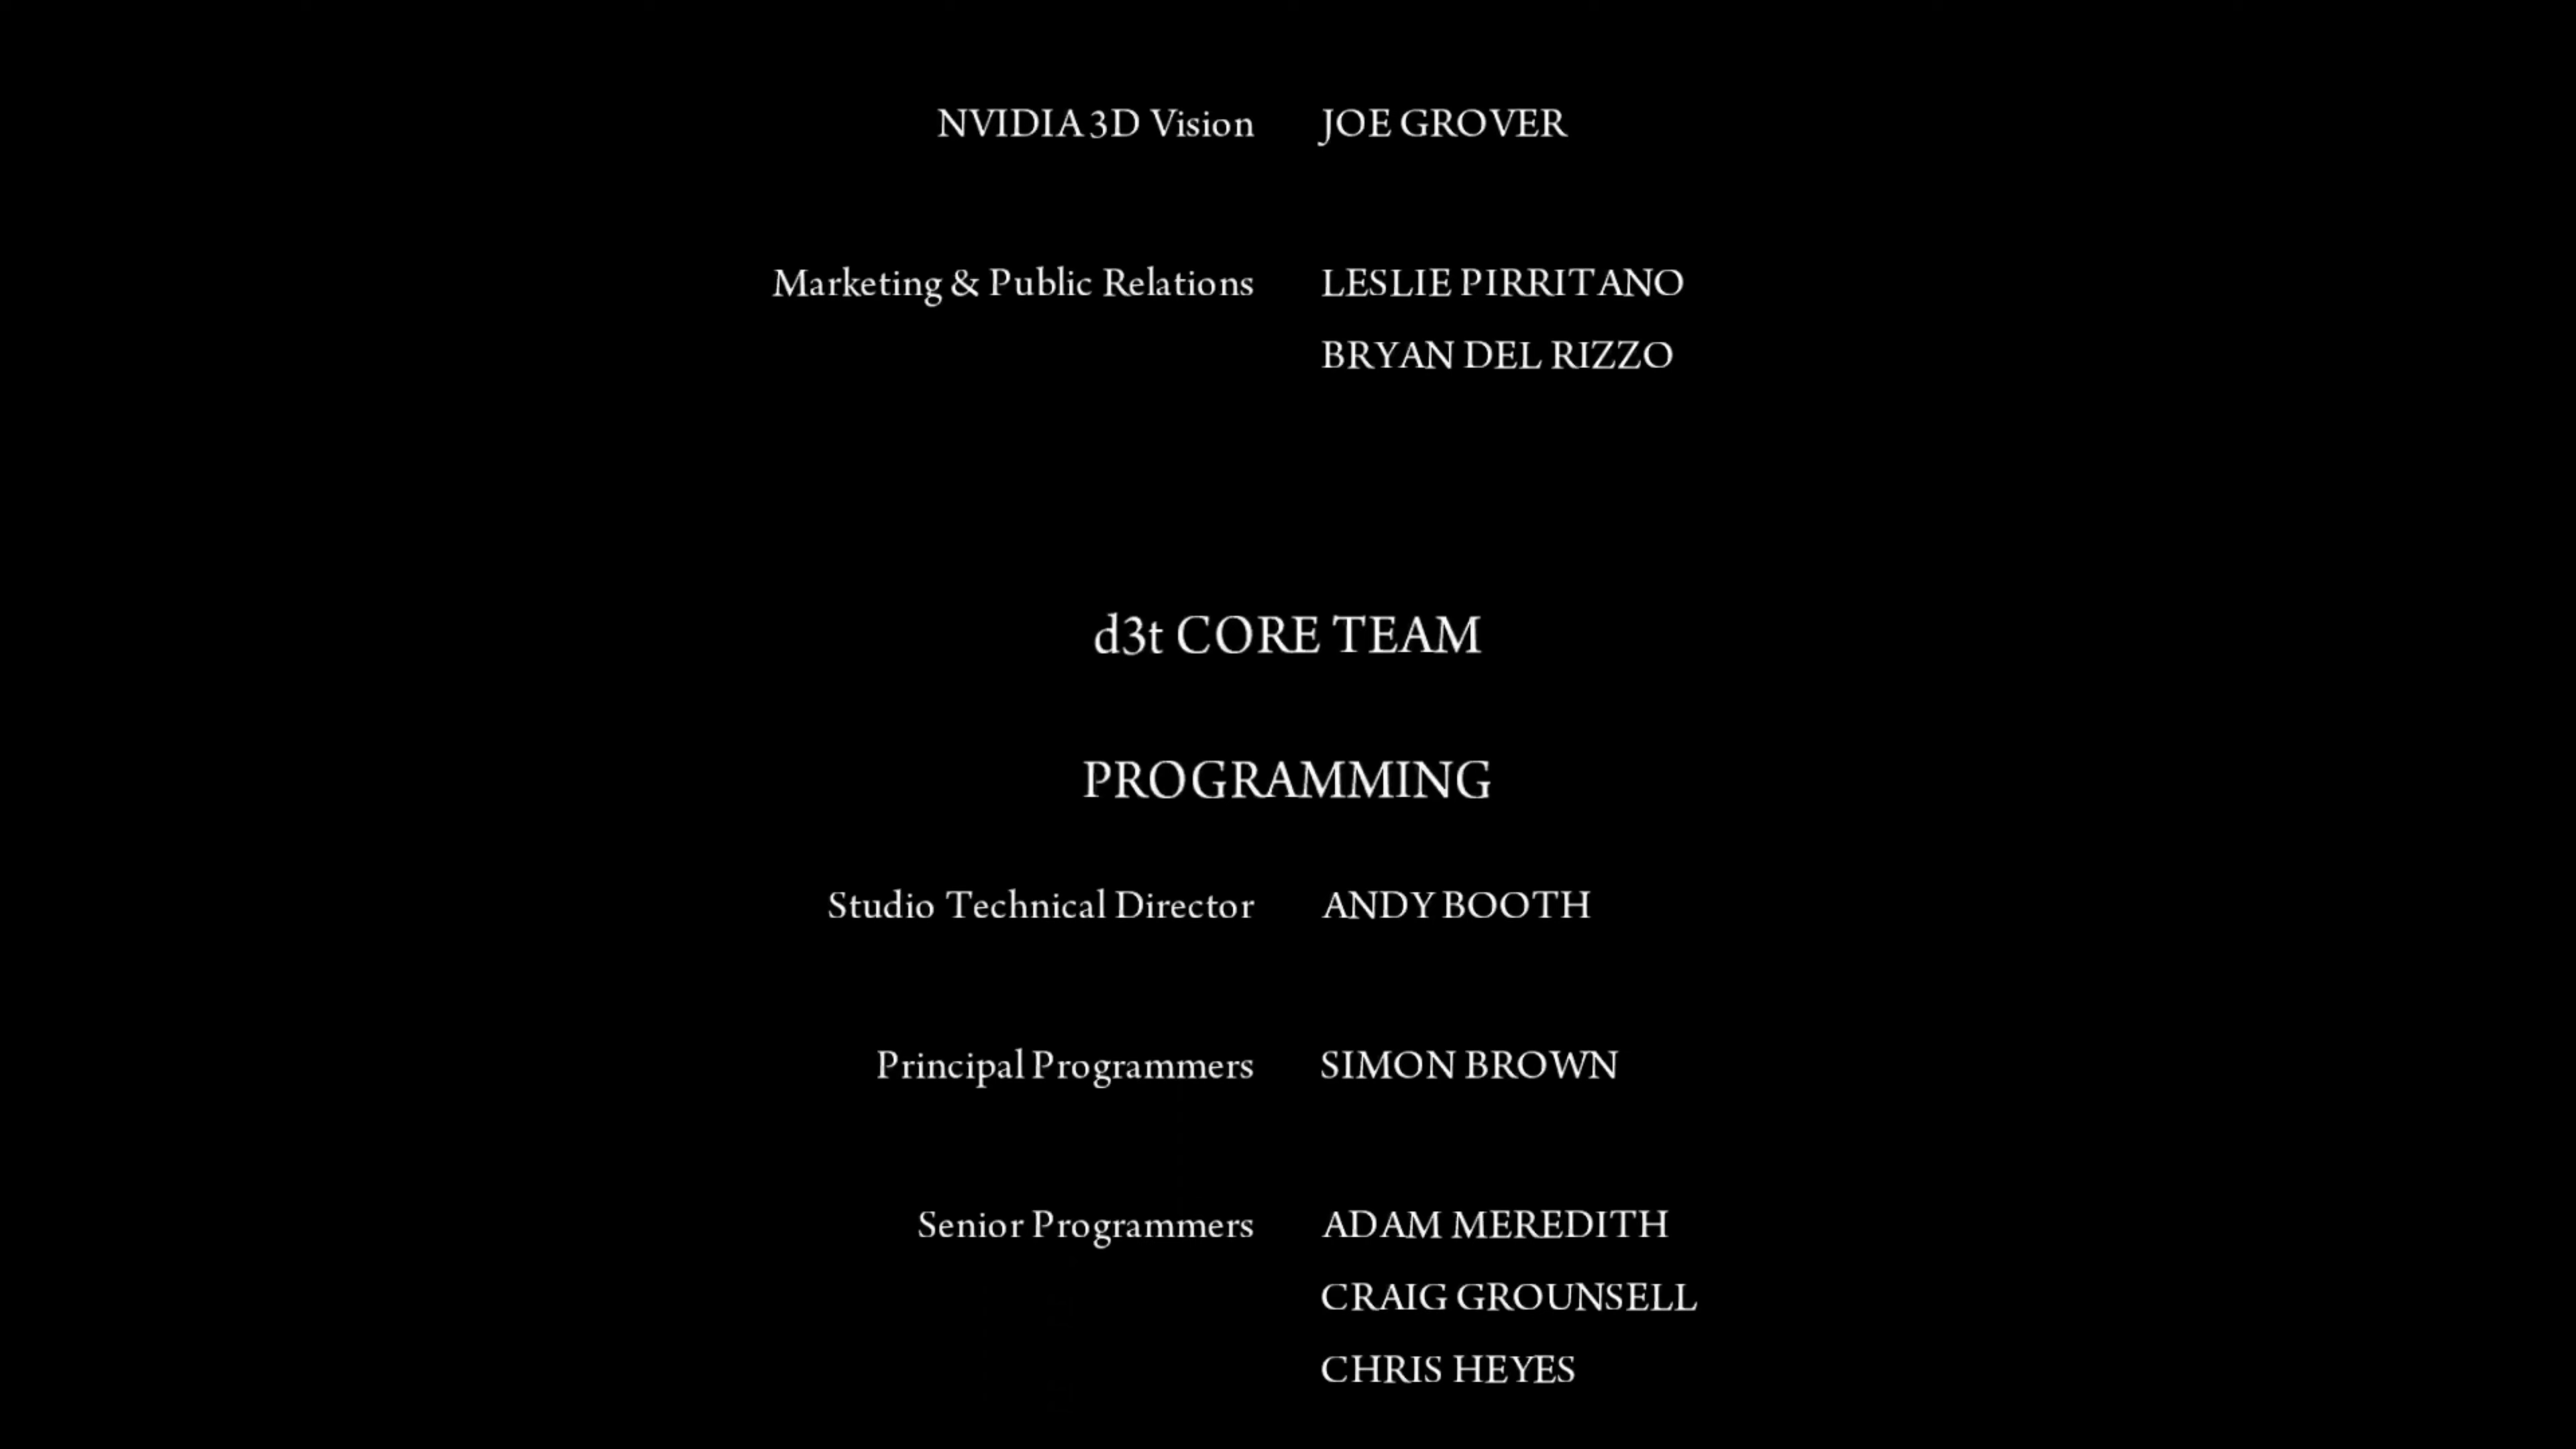 NVIDIA 3D Vision JOE GROVER
Marketing & Public Relations LESLIE PIRRITANO
BRYAN DEL RIZZO
d3t CORE TEAM
PROGRAMMING
Studio Technical Director ANDY BOOTH
Principal Programmers SIMON BROWN
Senior Programmers ADAM MEREDITH
CRAIG GROUNSELL
CHRIS HEYES